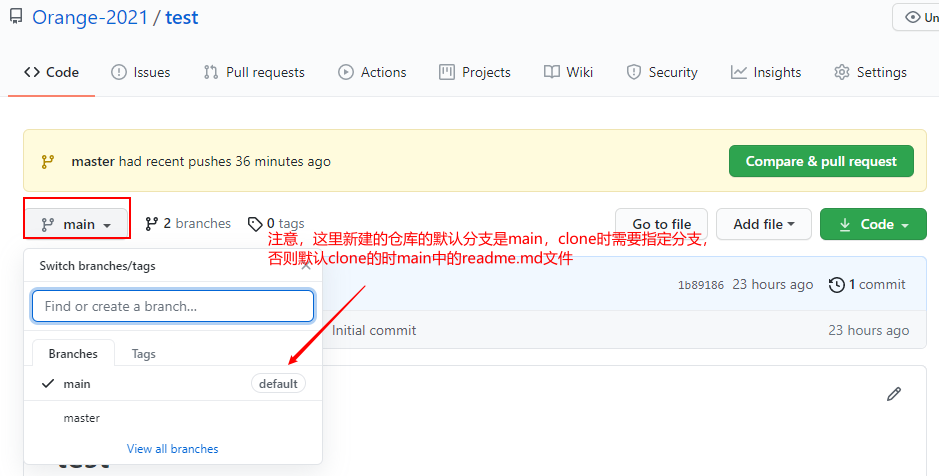 Orange-2021 / test
Un
Code Issues Pull requests Actions Projects Wiki Security Insights Settings
master had recent pushes 36 minutes ago
Compare & pull request
main 2 branches 0 tags
Go to file Add file Code
注意，这里新建的仓库的默认分支是main，clone时需要指定分支，
否则默认clone的时main中的readme.md文件
Switch branches/tags
1b89186 23 hours ago 1 commit
Find or create a branch...
Initial commit 23 hours ago
Branches Tags
main default
master
View all branches
test